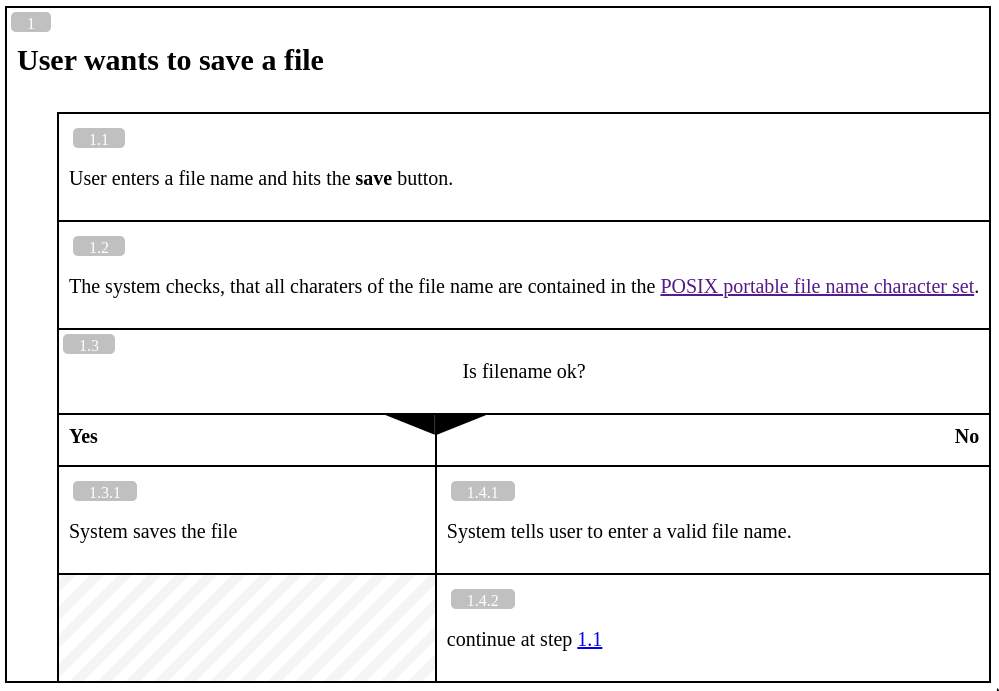 1
User wants to save a file
1.1
User enters a file name and hits the save button.
1.2
The system checks, that all charaters of the file name are contained in the POSIX portable file name character set.
1.3
Is filename ok?
Yes
No
1.3.1
System saves the file
1.4.1
System tells user to enter a valid file name.
1.4.2
continue at step 1.1